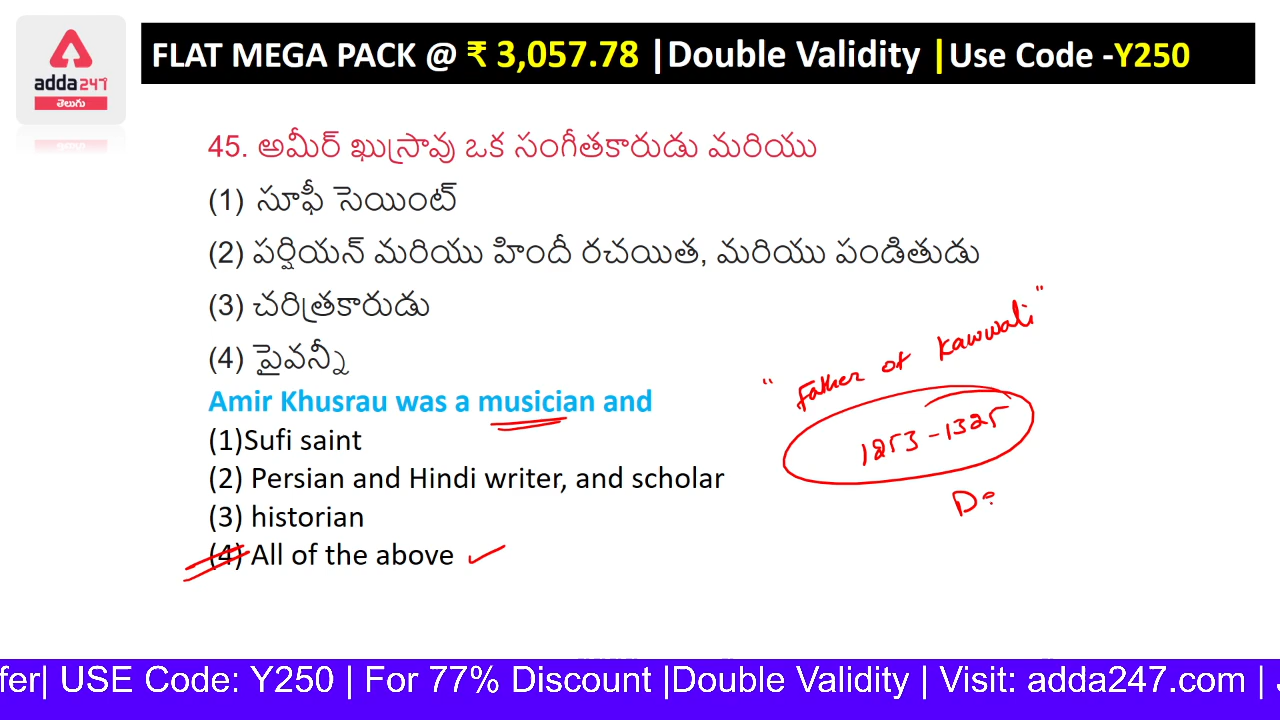 FLAT MEGA PACK @ ₹ 3,057.78 |Double Validity |Use Code -Y250
adda247
తెలుగు
45. అమీర్ ఖుస్రావు ఒక సంగీతకారుడు మరియు
(1) సూఫీ సెయింట్
(2) పర్షియన్ మరియు హిందీ రచయిత, మరియు పండితుడు
(3) చరిత్రకారుడు
(4) పైవన్నీ
Amir Khusrau was a musician and
(1)Sufi saint
(2) Persian and Hindi writer, and scholar
(3) historian
(4) All of the above
"Father of Kawwali"
1253-1325
fer| USE Code: Y250 | For 77% Discount |Double Validity | Visit: adda247.com |